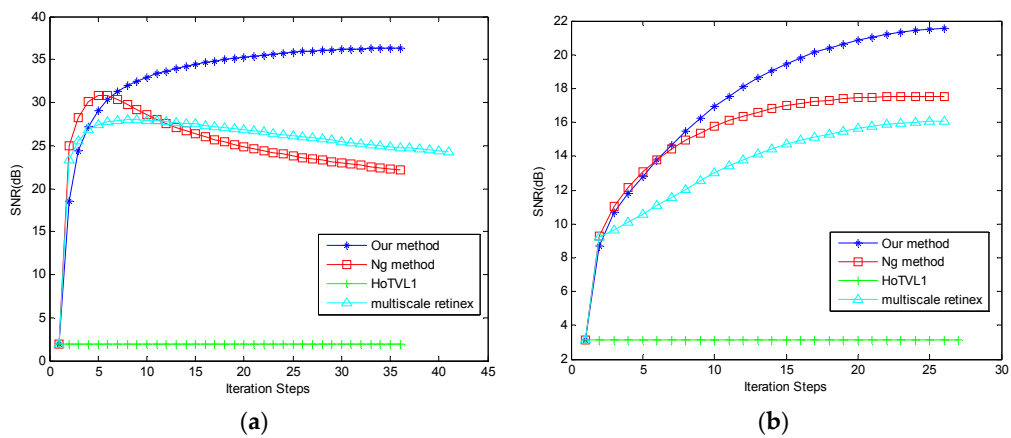 40
35
30
25
20
15
10
5
0
SNR(dB)
0 5 10 15 20 25 30 35 40 45
Iteration Steps
Our method
Ng method
HoTVL1
multiscale retinex
(a)
22
20
18
16
14
12
10
8
6
4
2
SNR(dB)
0 5 10 15 20 25 30
Iteration Steps
Our method
Ng method
HoTVL1
multiscale retinex
(b)